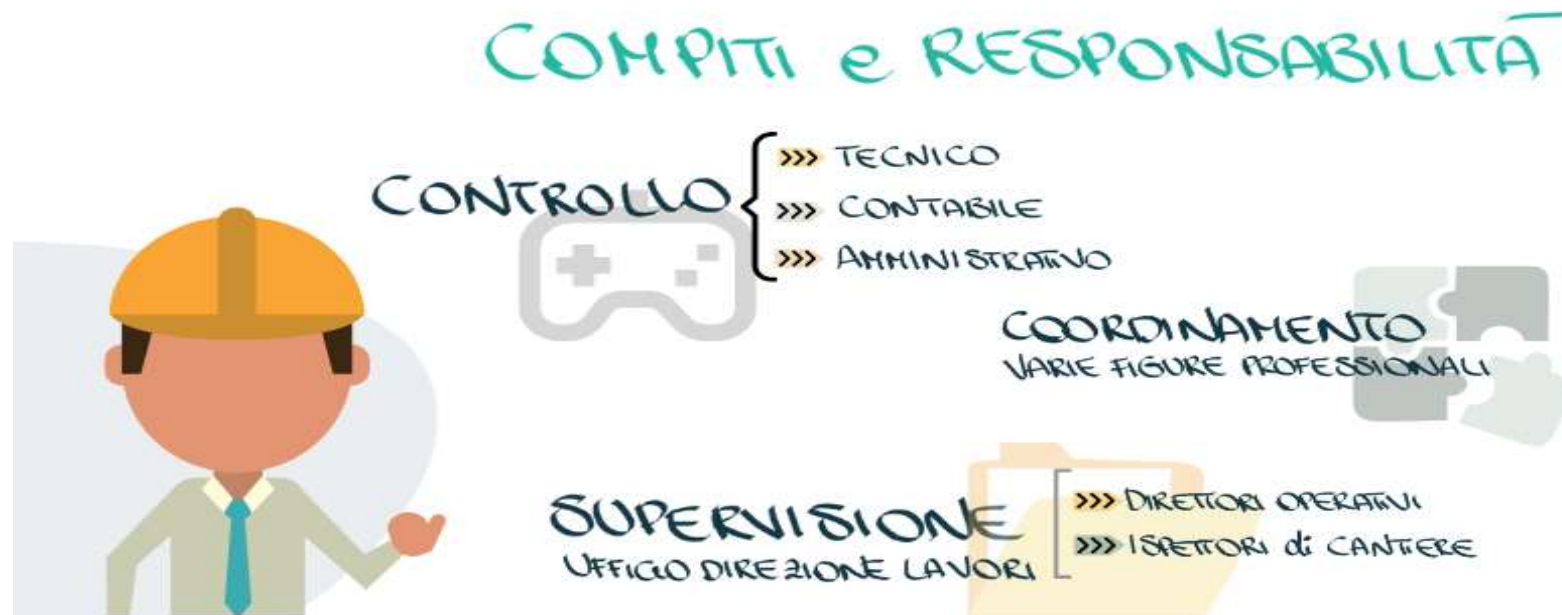 COMPITI e RESPONSABILITÀ
CONTROLLO
>>> TECNICO
>>> CONTABILE
>>> AMMINISTRATIVO
COORDINAMENTO
VARIE FIGURE PROFESSIONALI
SUPERVISIONE
UFFICIO DIREZIONE LAVORI
>>> DIRETTORI OPERATIVI
>>> ISPETTORI di CANTIERE